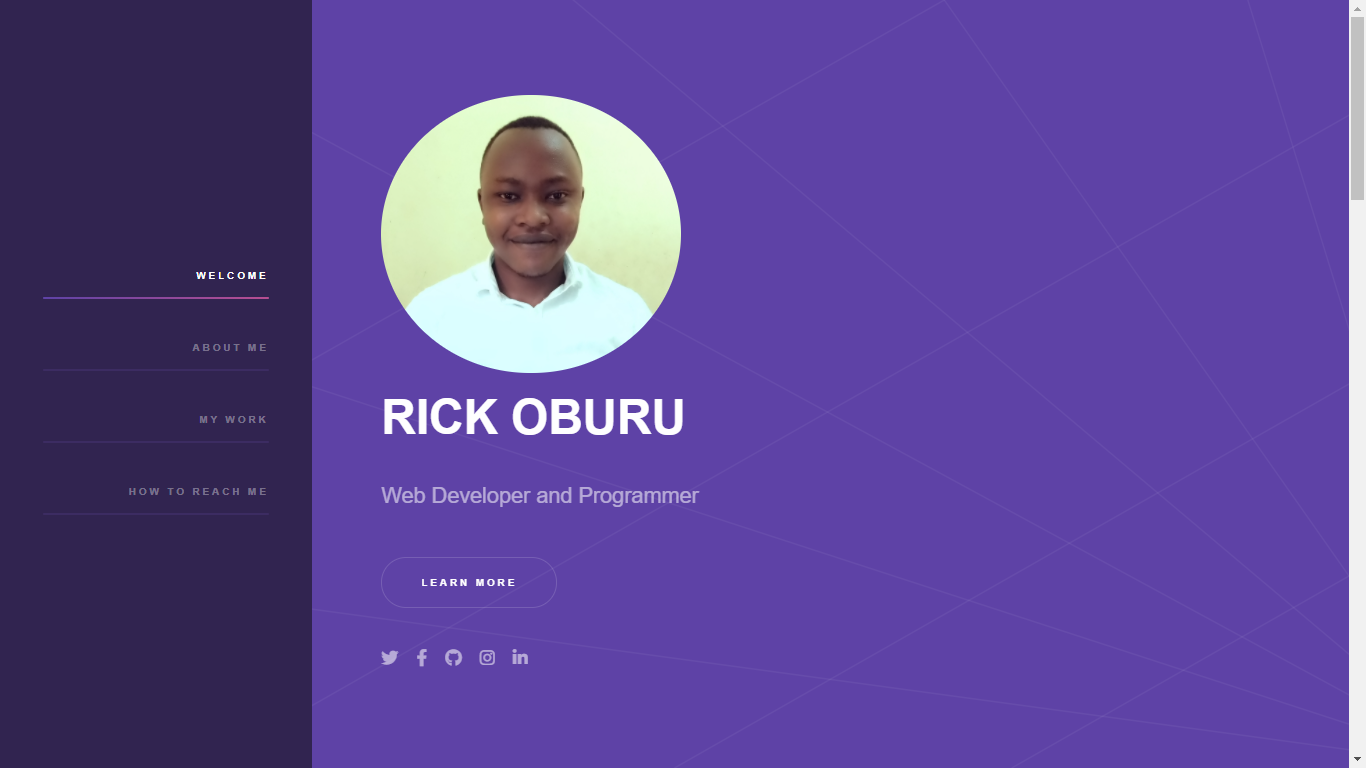 WELCOME
ABOUT ME
MY WORK
HOW TO REACH ME
RICK OBURU
Web Developer and Programmer
LEARN MORE